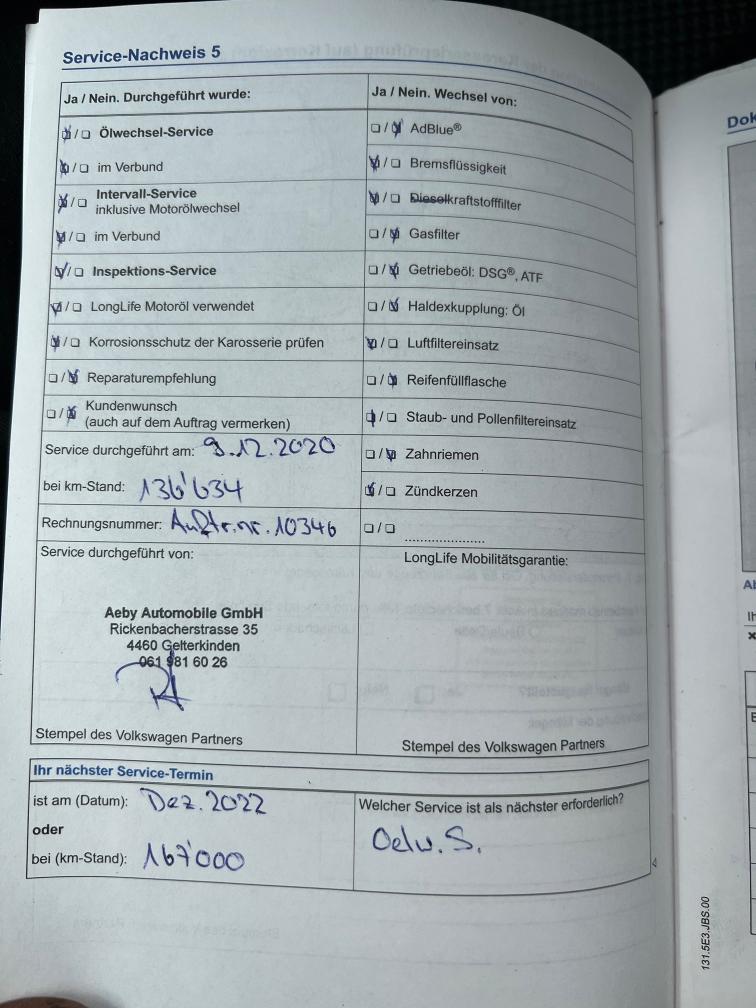 Service-Nachweis 5
Ja / Nein. Durchgeführt wurde:
☒/☐ Ölwechsel-Service
☒/☐ im Verbund
☒/☐ Intervall-Service
inklusive Motorölwechsel
☒/☐ im Verbund
☒/☐ Inspektions-Service
☒/☐ LongLife Motoröl verwendet
☒/☐ Korrosionsschutz der Karosserie prüfen
☐/☒ Reparaturempfehlung
☐/☒ Kundenwunsch
(auch auf dem Auftrag vermerken)
Service durchgeführt am: 9.12.2020
bei km-Stand: 136'634
Rechnungsnummer: Auftr.nr. 10346
Service durchgeführt von:
Aeby Automobile GmbH
Rickenbacherstrasse 35
4460 Gelterkinden
061 981 60 26
Stempel des Volkswagen Partners
Ja / Nein. Wechsel von:
☐/☒ AdBlue®
☒/☐ Bremsflüssigkeit
☒/☐ Dieselkraftstofffilter
☐/☒ Gasfilter
☐/☒ Getriebeöl: DSG®, ATF
☐/☒ Haldexkupplung: Öl
☒/☐ Luftfiltereinsatz
☐/☒ Reifenfüllflasche
☒/☐ Staub- und Pollenfiltereinsatz
☐/☒ Zahnriemen
☒/☐ Zündkerzen
☐/☐ .....................
LongLife Mobilitätsgarantie:
Stempel des Volkswagen Partners
Ihr nächster Service-Termin
ist am (Datum): Dez. 2022
oder
bei (km-Stand): 167'000
Welcher Service ist als nächster erforderlich?
Oelw. S.
131.5E3.JBS.00